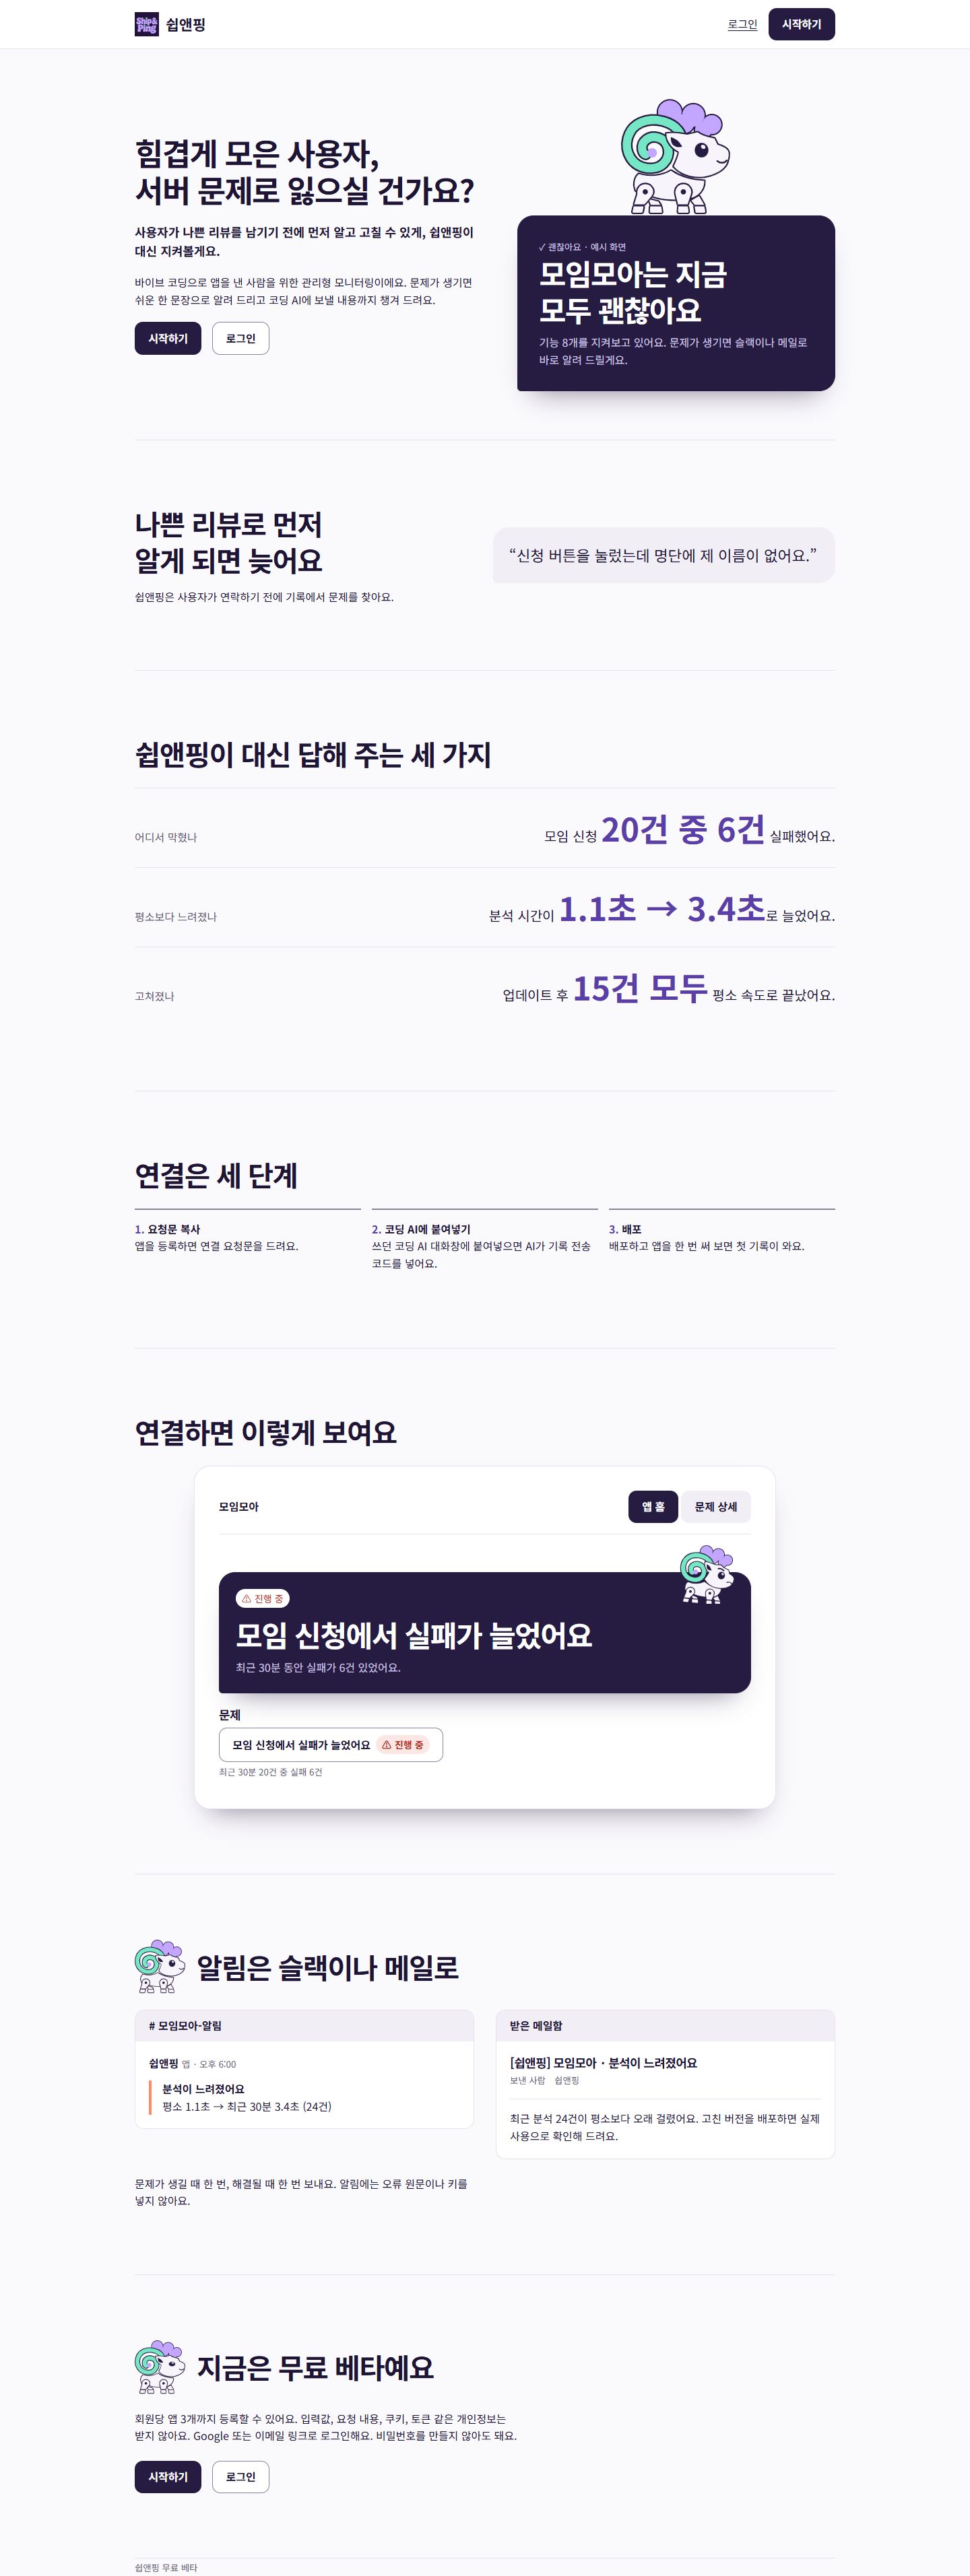 Ship&
Ping
쉽앤핑
로그인
시작하기
힘겹게 모은 사용자,
서버 문제로 잃으실 건가요?
사용자가 나쁜 리뷰를 남기기 전에 먼저 알고 고칠 수 있게, 쉽앤핑이
대신 지켜볼게요.
바이브 코딩으로 앱을 낸 사람을 위한 관리형 모니터링이에요. 문제가 생기면
쉬운 한 문장으로 알려 드리고 코딩 AI에 보낼 내용까지 챙겨 드려요.
시작하기
로그인
✓ 괜찮아요 · 예시 화면
모임모아는 지금
모두 괜찮아요
기능 8개를 지켜보고 있어요. 문제가 생기면 슬랙이나 메일로
바로 알려 드릴게요.
나쁜 리뷰로 먼저
알게 되면 늦어요
쉽앤핑은 사용자가 연락하기 전에 기록에서 문제를 찾아요.
“신청 버튼을 눌렀는데 명단에 제 이름이 없어요.”
쉽앤핑이 대신 답해 주는 세 가지
어디서 막혔나
모임 신청 20건 중 6건 실패했어요.
평소보다 느려졌나
분석 시간이 1.1초 → 3.4초로 늘었어요.
고쳐졌나
업데이트 후 15건 모두 평소 속도로 끝났어요.
연결은 세 단계
1. 요청문 복사
앱을 등록하면 연결 요청문을 드려요.
2. 코딩 AI에 붙여넣기
쓰던 코딩 AI 대화창에 붙여넣으면 AI가 기록 전송
코드를 넣어요.
3. 배포
배포하고 앱을 한 번 써 보면 첫 기록이 와요.
연결하면 이렇게 보여요
모임모아
앱 홈
문제 상세
⚠ 진행 중
모임 신청에서 실패가 늘었어요
최근 30분 동안 실패가 6건 있었어요.
문제
모임 신청에서 실패가 늘었어요 ⚠ 진행 중
최근 30분 20건 중 실패 6건
알림은 슬랙이나 메일로
# 모임모아-알림
쉽앤핑 앱 · 오후 6:00
분석이 느려졌어요
평소 1.1초 → 최근 30분 3.4초 (24건)
받은 메일함
[쉽앤핑] 모임모아 · 분석이 느려졌어요
보낸 사람 쉽앤핑
최근 분석 24건이 평소보다 오래 걸렸어요. 고친 버전을 배포하면 실제
사용으로 확인해 드려요.
문제가 생길 때 한 번, 해결될 때 한 번 보내요. 알림에는 오류 원문이나 키를
넣지 않아요.
지금은 무료 베타예요
회원당 앱 3개까지 등록할 수 있어요. 입력값, 요청 내용, 쿠키, 토큰 같은 개인정보는
받지 않아요. Google 또는 이메일 링크로 로그인해요. 비밀번호를 만들지 않아도 돼요.
시작하기
로그인
쉽앤핑 무료 베타